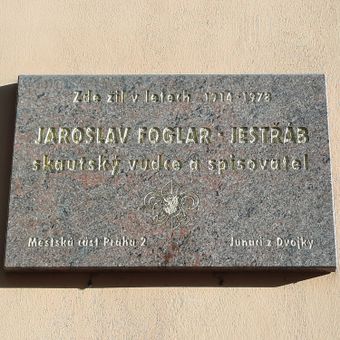 Zde žil v letech 1914-1978
JAROSLAV FOGLAR - JESTŘÁB
skautský vůdce a spisovatel
Městská část Praha 2 Junáci z Dvojky